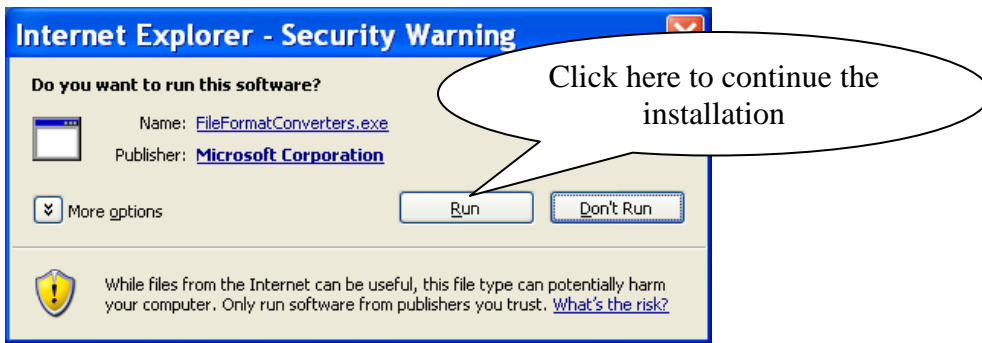 Internet Explorer - Security Warning
Click here to continue the
installation
Do you want to run this software?
Name: FileFormatConverters.exe
Publisher: Microsoft Corporation
More options
Run
Don't Run
While files from the Internet can be useful, this file type can potentially harm
your computer. Only run software from publishers you trust. What's the risk?